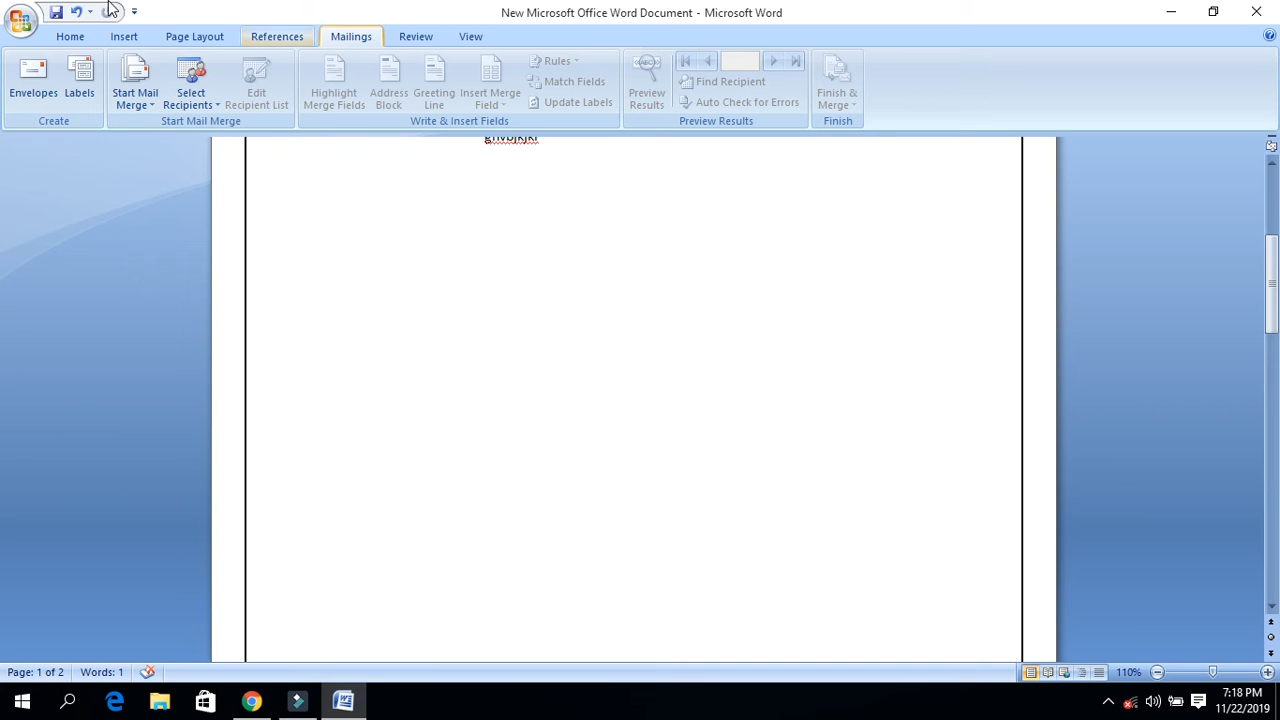 New Microsoft Office Word Document - Microsoft Word
Home Insert Page Layout References Mailings Review View
Envelopes Labels
Create
Start Mail Merge Select Recipients Edit Recipient List
Start Mail Merge
Highlight Merge Fields Address Block Greeting Line Insert Merge Field
Rules
Match Fields
Update Labels
Write & Insert Fields
Preview Results
Find Recipient
Auto Check for Errors
Preview Results
Finish & Merge
Finish
Page: 1 of 2 Words: 1
110%
7:18 PM
11/22/2019